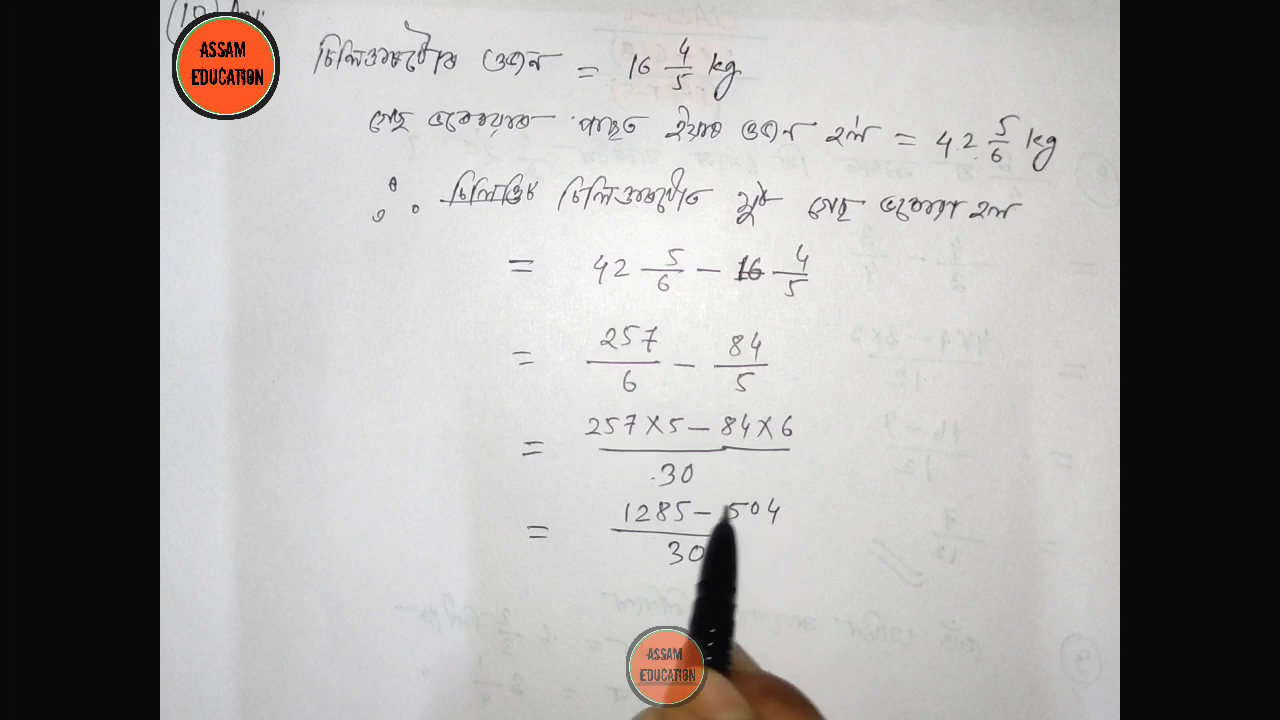 (10) Ans:
ASSAM
EDUCATION
চিলিণ্ডাৰটোৰ ওজন = 16 4/5 kg
গেছ ভৰোৱাৰ পাছত ইয়াৰ ওজন হ'ল = 42 5/6 kg
∴ চিলিণ্ডাৰটোত মুঠ গেছ ভৰোৱা হ'ল
= 42 5/6 - 16 4/5
= 257/6 - 84/5
= 257×5 - 84×6 / 30
= 1285 - 504 / 30
ASSAM
EDUCATION